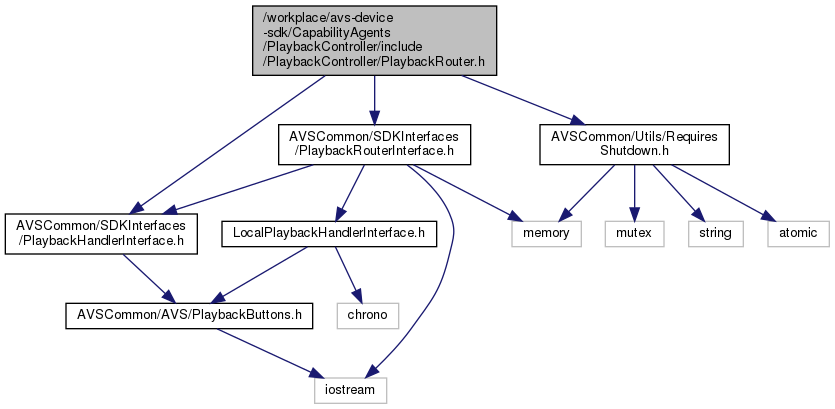 /workplace/avs-device
-sdk/CapabilityAgents
/PlaybackController/include
/PlaybackController/PlaybackRouter.h
AVSCommon/SDKInterfaces
/PlaybackRouterInterface.h
AVSCommon/Utils/Requires
Shutdown.h
AVSCommon/SDKInterfaces
/PlaybackHandlerInterface.h
LocalPlaybackHandlerInterface.h
memory
mutex
string
atomic
AVSCommon/AVS/PlaybackButtons.h
chrono
iostream